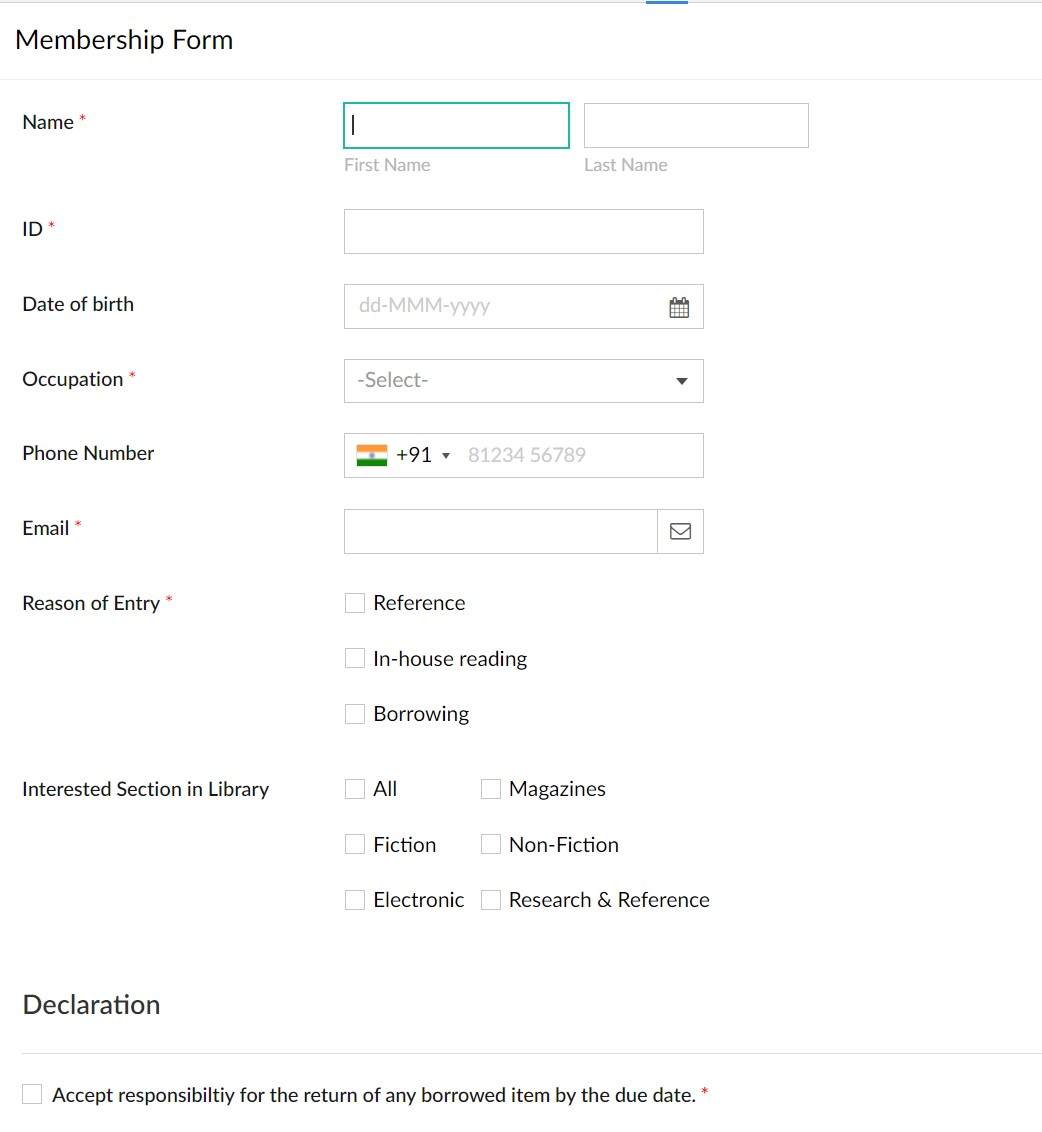 Membership Form
Name *
First Name Last Name
ID *
Date of birth dd-MMM-yyyy
Occupation * -Select-
Phone Number +91 81234 56789
Email *
Reason of Entry * Reference
In-house reading
Borrowing
Interested Section in Library All Magazines
Fiction Non-Fiction
Electronic Research & Reference
Declaration
Accept responsibiltiy for the return of any borrowed item by the due date. *